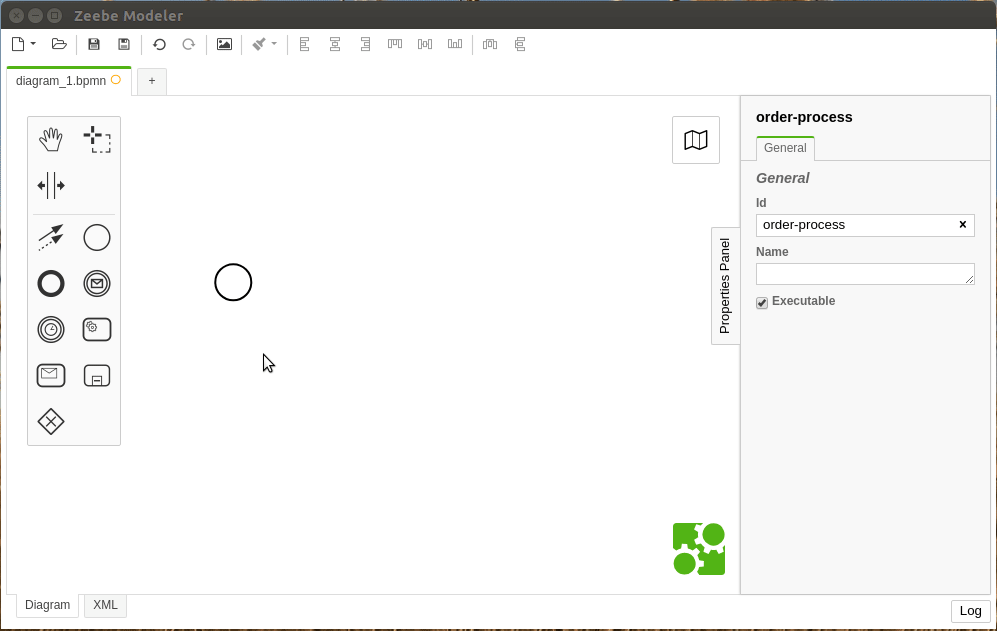 Zeebe Modeler
diagram_1.bpmn
+
order-process
General
General
Id
order-process
Name
Executable
Properties Panel
Diagram
XML
Log